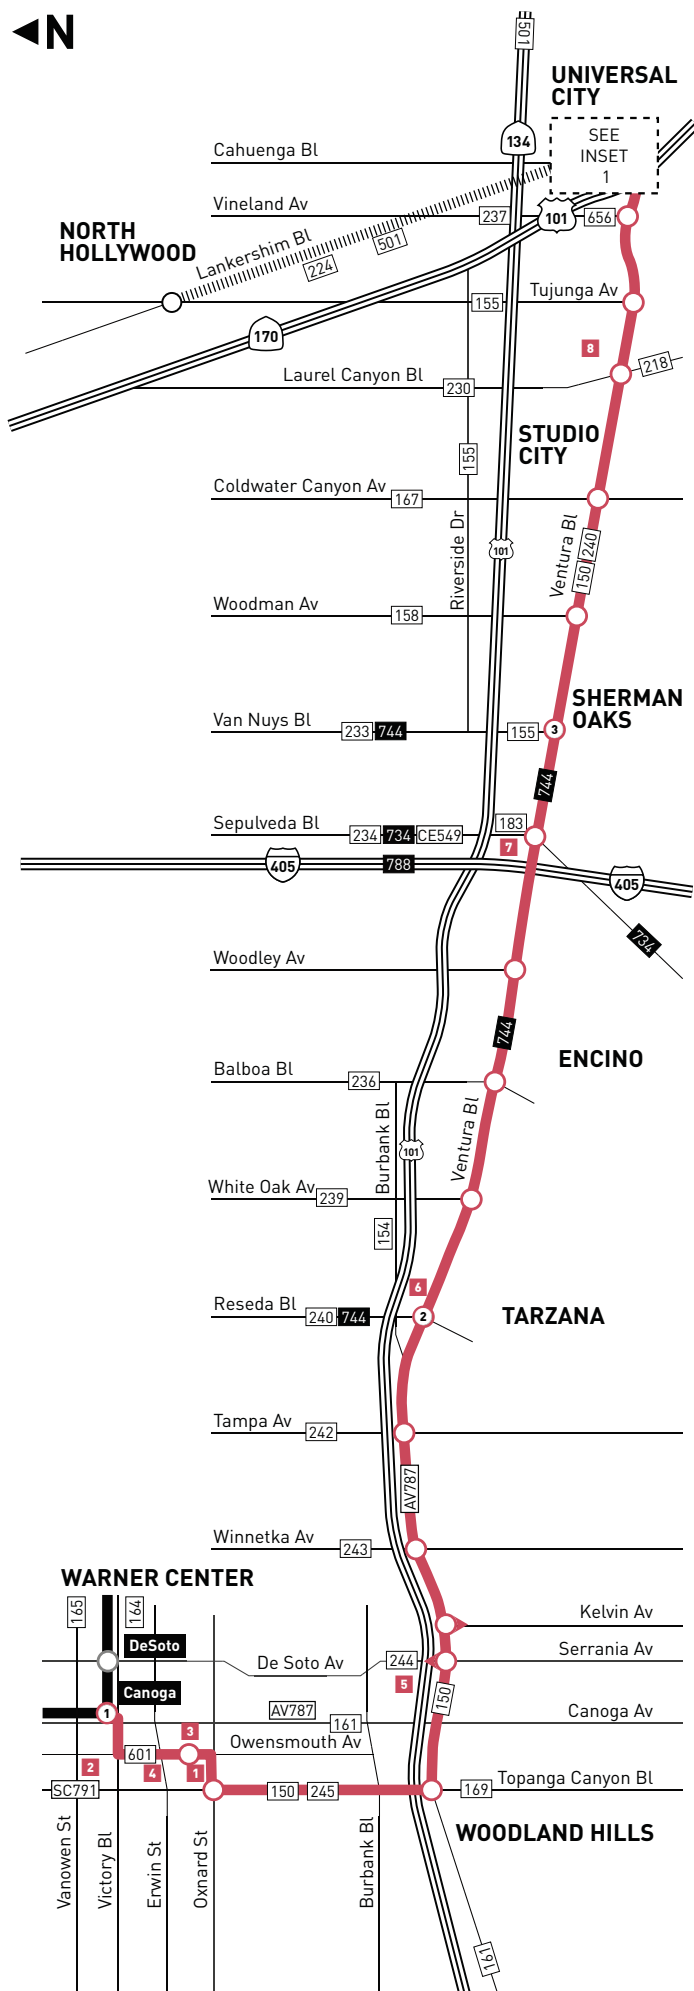 N
501
UNIVERSAL
CITY
134
SEE
INSET
1
Cahuenga Bl
Vineland Av
237
101
656
NORTH
HOLLYWOOD
Lankershim Bl
501
224
Tujunga Av
155
170
8
218
Laurel Canyon Bl
230
STUDIO
CITY
155
Coldwater Canyon Av
167
Riverside Dr
101
Ventura Bl
150
240
Woodman Av
158
SHERMAN
OAKS
Van Nuys Bl
233
744
155
3
744
Sepulveda Bl
234
734
CE549
183
7
405
788
405
734
Woodley Av
744
ENCINO
Balboa Bl
236
Burbank Bl
Ventura Bl
101
White Oak Av
239
154
6
Reseda Bl
240
744
2
TARZANA
Tampa Av
242
AV787
Winnetka Av
243
WARNER CENTER
165
164
Kelvin Av
DeSoto
De Soto Av
244
Serrania Av
5
Canoga
150
1
AV787
161
Canoga Av
3
Owensmouth Av
601
2
4
1
SC791
150
245
169
Topanga Canyon Bl
WOODLAND HILLS
Vanowen St
Victory Bl
Erwin St
Oxnard St
Burbank Bl
161